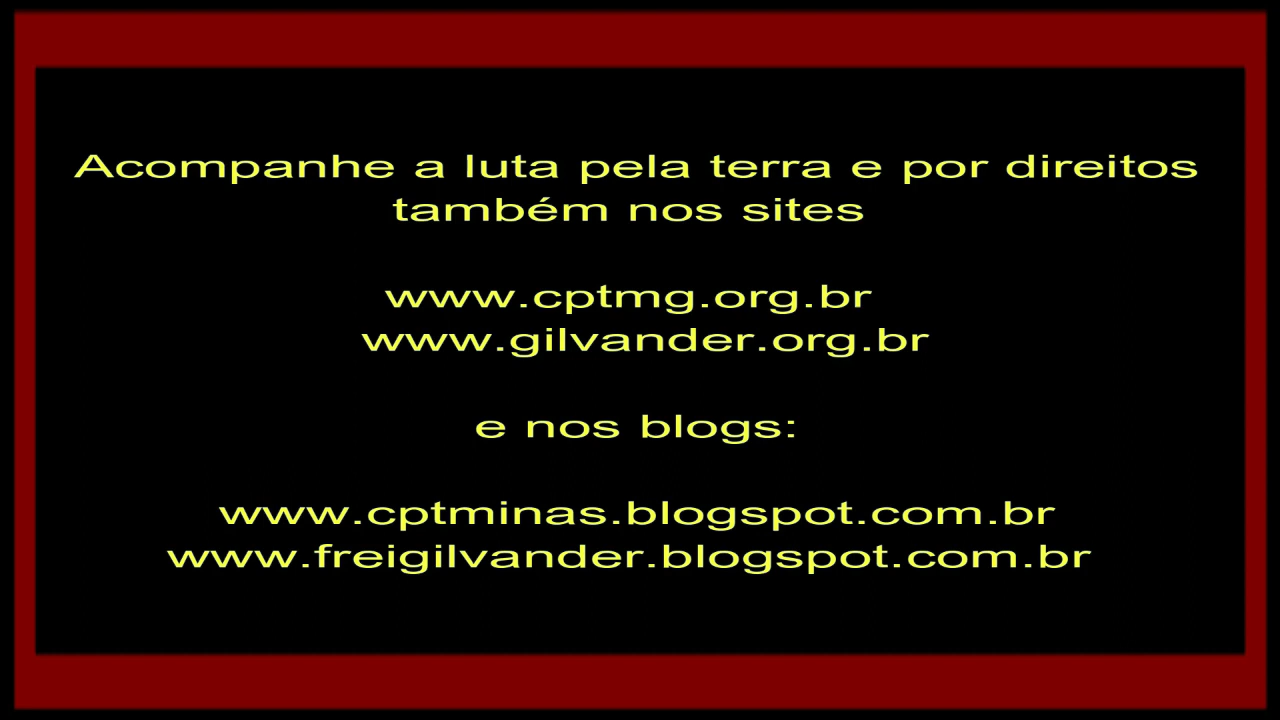 Acompanhe a luta pela terra e por direitos
também nos sites
www.cptmg.org.br
www.gilvander.org.br
e nos blogs:
www.cptminas.blogspot.com.br
www.freigilvander.blogspot.com.br